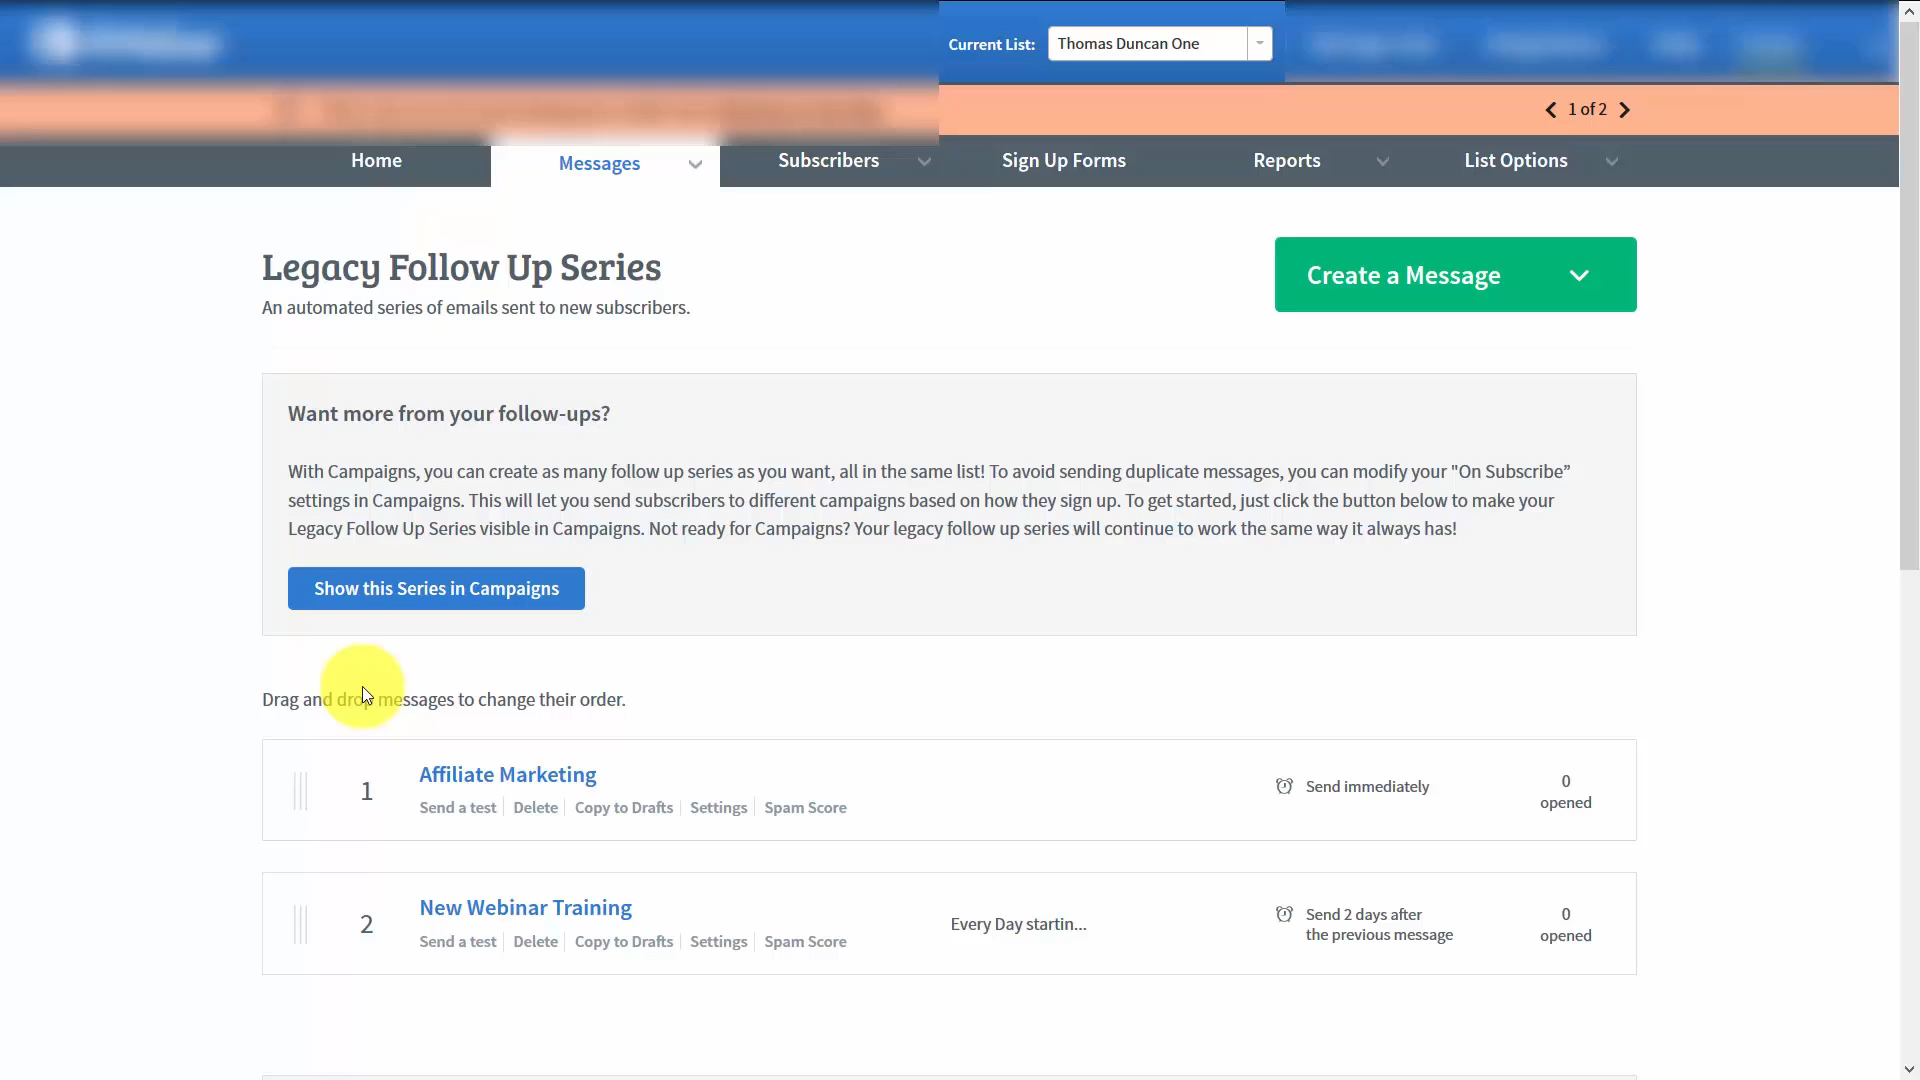 Current List: Thomas Duncan One
1 of 2
Home Messages Subscribers Sign Up Forms Reports List Options
Legacy Follow Up Series
An automated series of emails sent to new subscribers.
Create a Message
Want more from your follow-ups?
With Campaigns, you can create as many follow up series as you want, all in the same list! To avoid sending duplicate messages, you can modify your "On Subscribe”
settings in Campaigns. This will let you send subscribers to different campaigns based on how they sign up. To get started, just click the button below to make your
Legacy Follow Up Series visible in Campaigns. Not ready for Campaigns? Your legacy follow up series will continue to work the same way it always has!
Show this Series in Campaigns
Drag and drop messages to change their order.
1
Affiliate Marketing
Send a test Delete Copy to Drafts Settings Spam Score
Send immediately
0
opened
2
New Webinar Training
Send a test Delete Copy to Drafts Settings Spam Score
Every Day startin...
Send 2 days after
the previous message
0
opened